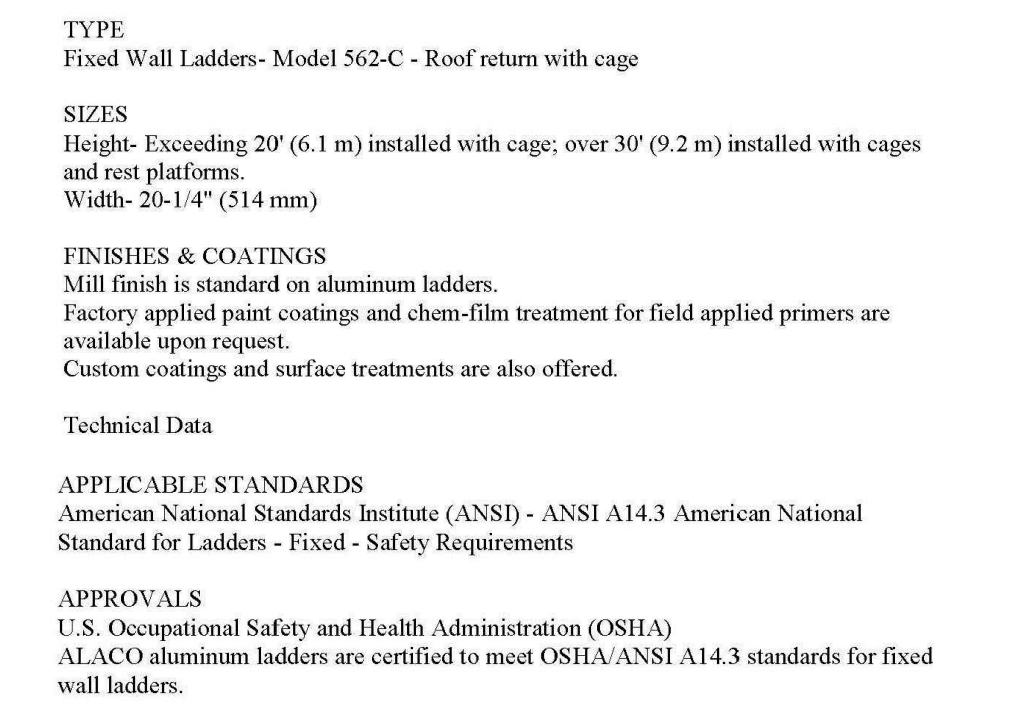 TYPE
Fixed Wall Ladders- Model 562-C - Roof return with cage
SIZES
Height- Exceeding 20' (6.1 m) installed with cage; over 30' (9.2 m) installed with cages
and rest platforms.
Width- 20-1/4" (514 mm)
FINISHES & COATINGS
Mill finish is standard on aluminum ladders.
Factory applied paint coatings and chem-film treatment for field applied primers are
available upon request.
Custom coatings and surface treatments are also offered.
Technical Data
APPLICABLE STANDARDS
American National Standards Institute (ANSI) - ANSI A14.3 American National
Standard for Ladders - Fixed - Safety Requirements
APPROVALS
U.S. Occupational Safety and Health Administration (OSHA)
ALACO aluminum ladders are certified to meet OSHA/ANSI A14.3 standards for fixed
wall ladders.